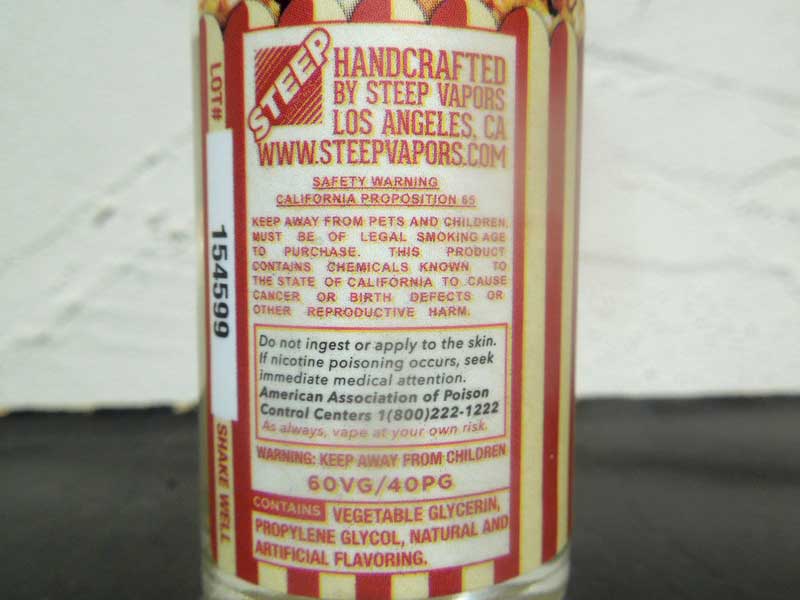 STEEP
HANDCRAFTED
BY STEEP VAPORS
LOS ANGELES, CA
WWW.STEEPVAPORS.COM
SAFETY WARNING
CALIFORNIA PROPOSITION 65
KEEP AWAY FROM PETS AND CHILDREN,
MUST BE OF LEGAL SMOKING AGE
TO PURCHASE. THIS PRODUCT
CONTAINS CHEMICALS KNOWN TO
THE STATE OF CALIFORNIA TO CAUSE
CANCER OR BIRTH DEFECTS OR
OTHER REPRODUCTIVE HARM.
Do not ingest or apply to the skin.
If nicotine poisoning occurs, seek
immediate medical attention.
American Association of Poison
Control Centers 1(800)222-1222
As always, vape at your own risk.
WARNING: KEEP AWAY FROM CHILDREN
60VG/40PG
CONTAINS VEGETABLE GLYCERIN,
PROPYLENE GLYCOL, NATURAL AND
ARTIFICIAL FLAVORING.
LOT#
154599
SHAKE WELL